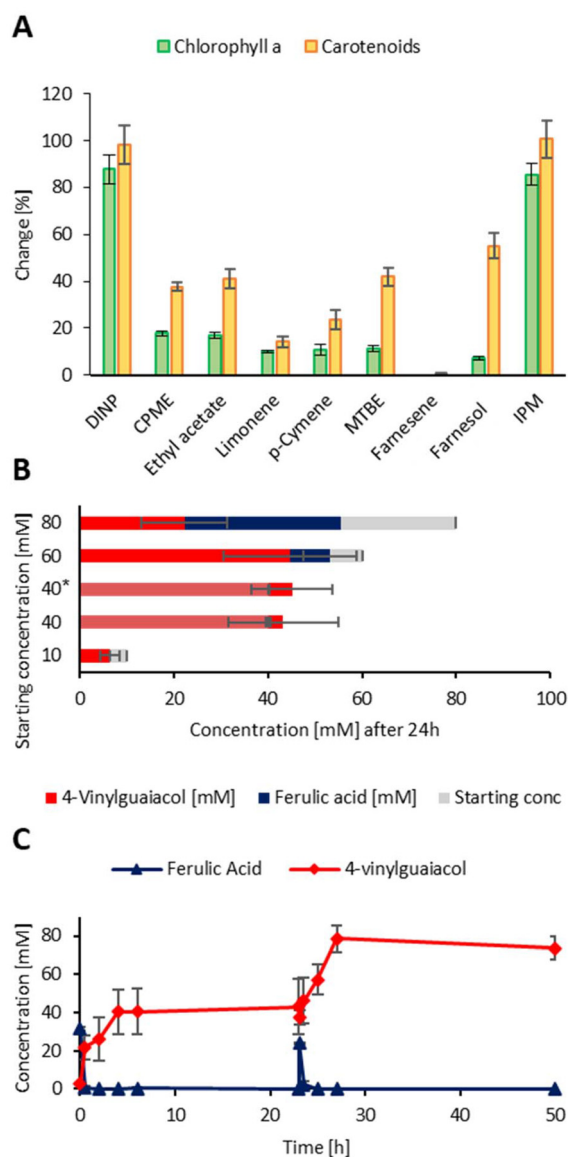 A
Chlorophyll a Carotenoids
120
100
80
60
40
20
0
Change [%]
DINP CPME Ethyl acetate Limonene p-Cymene MTBE Farnesene Farnesol IPM
B
Starting concentration [mM]
80
60
40*
40
10
0 20 40 60 80 100
Concentration [mM] after 24h
4-Vinylguaiacol [mM] Ferulic acid [mM] Starting conc
C
Ferulic Acid 4-vinylguaiacol
Concentration [mM]
80
60
40
20
0
0 10 20 30 40 50
Time [h]